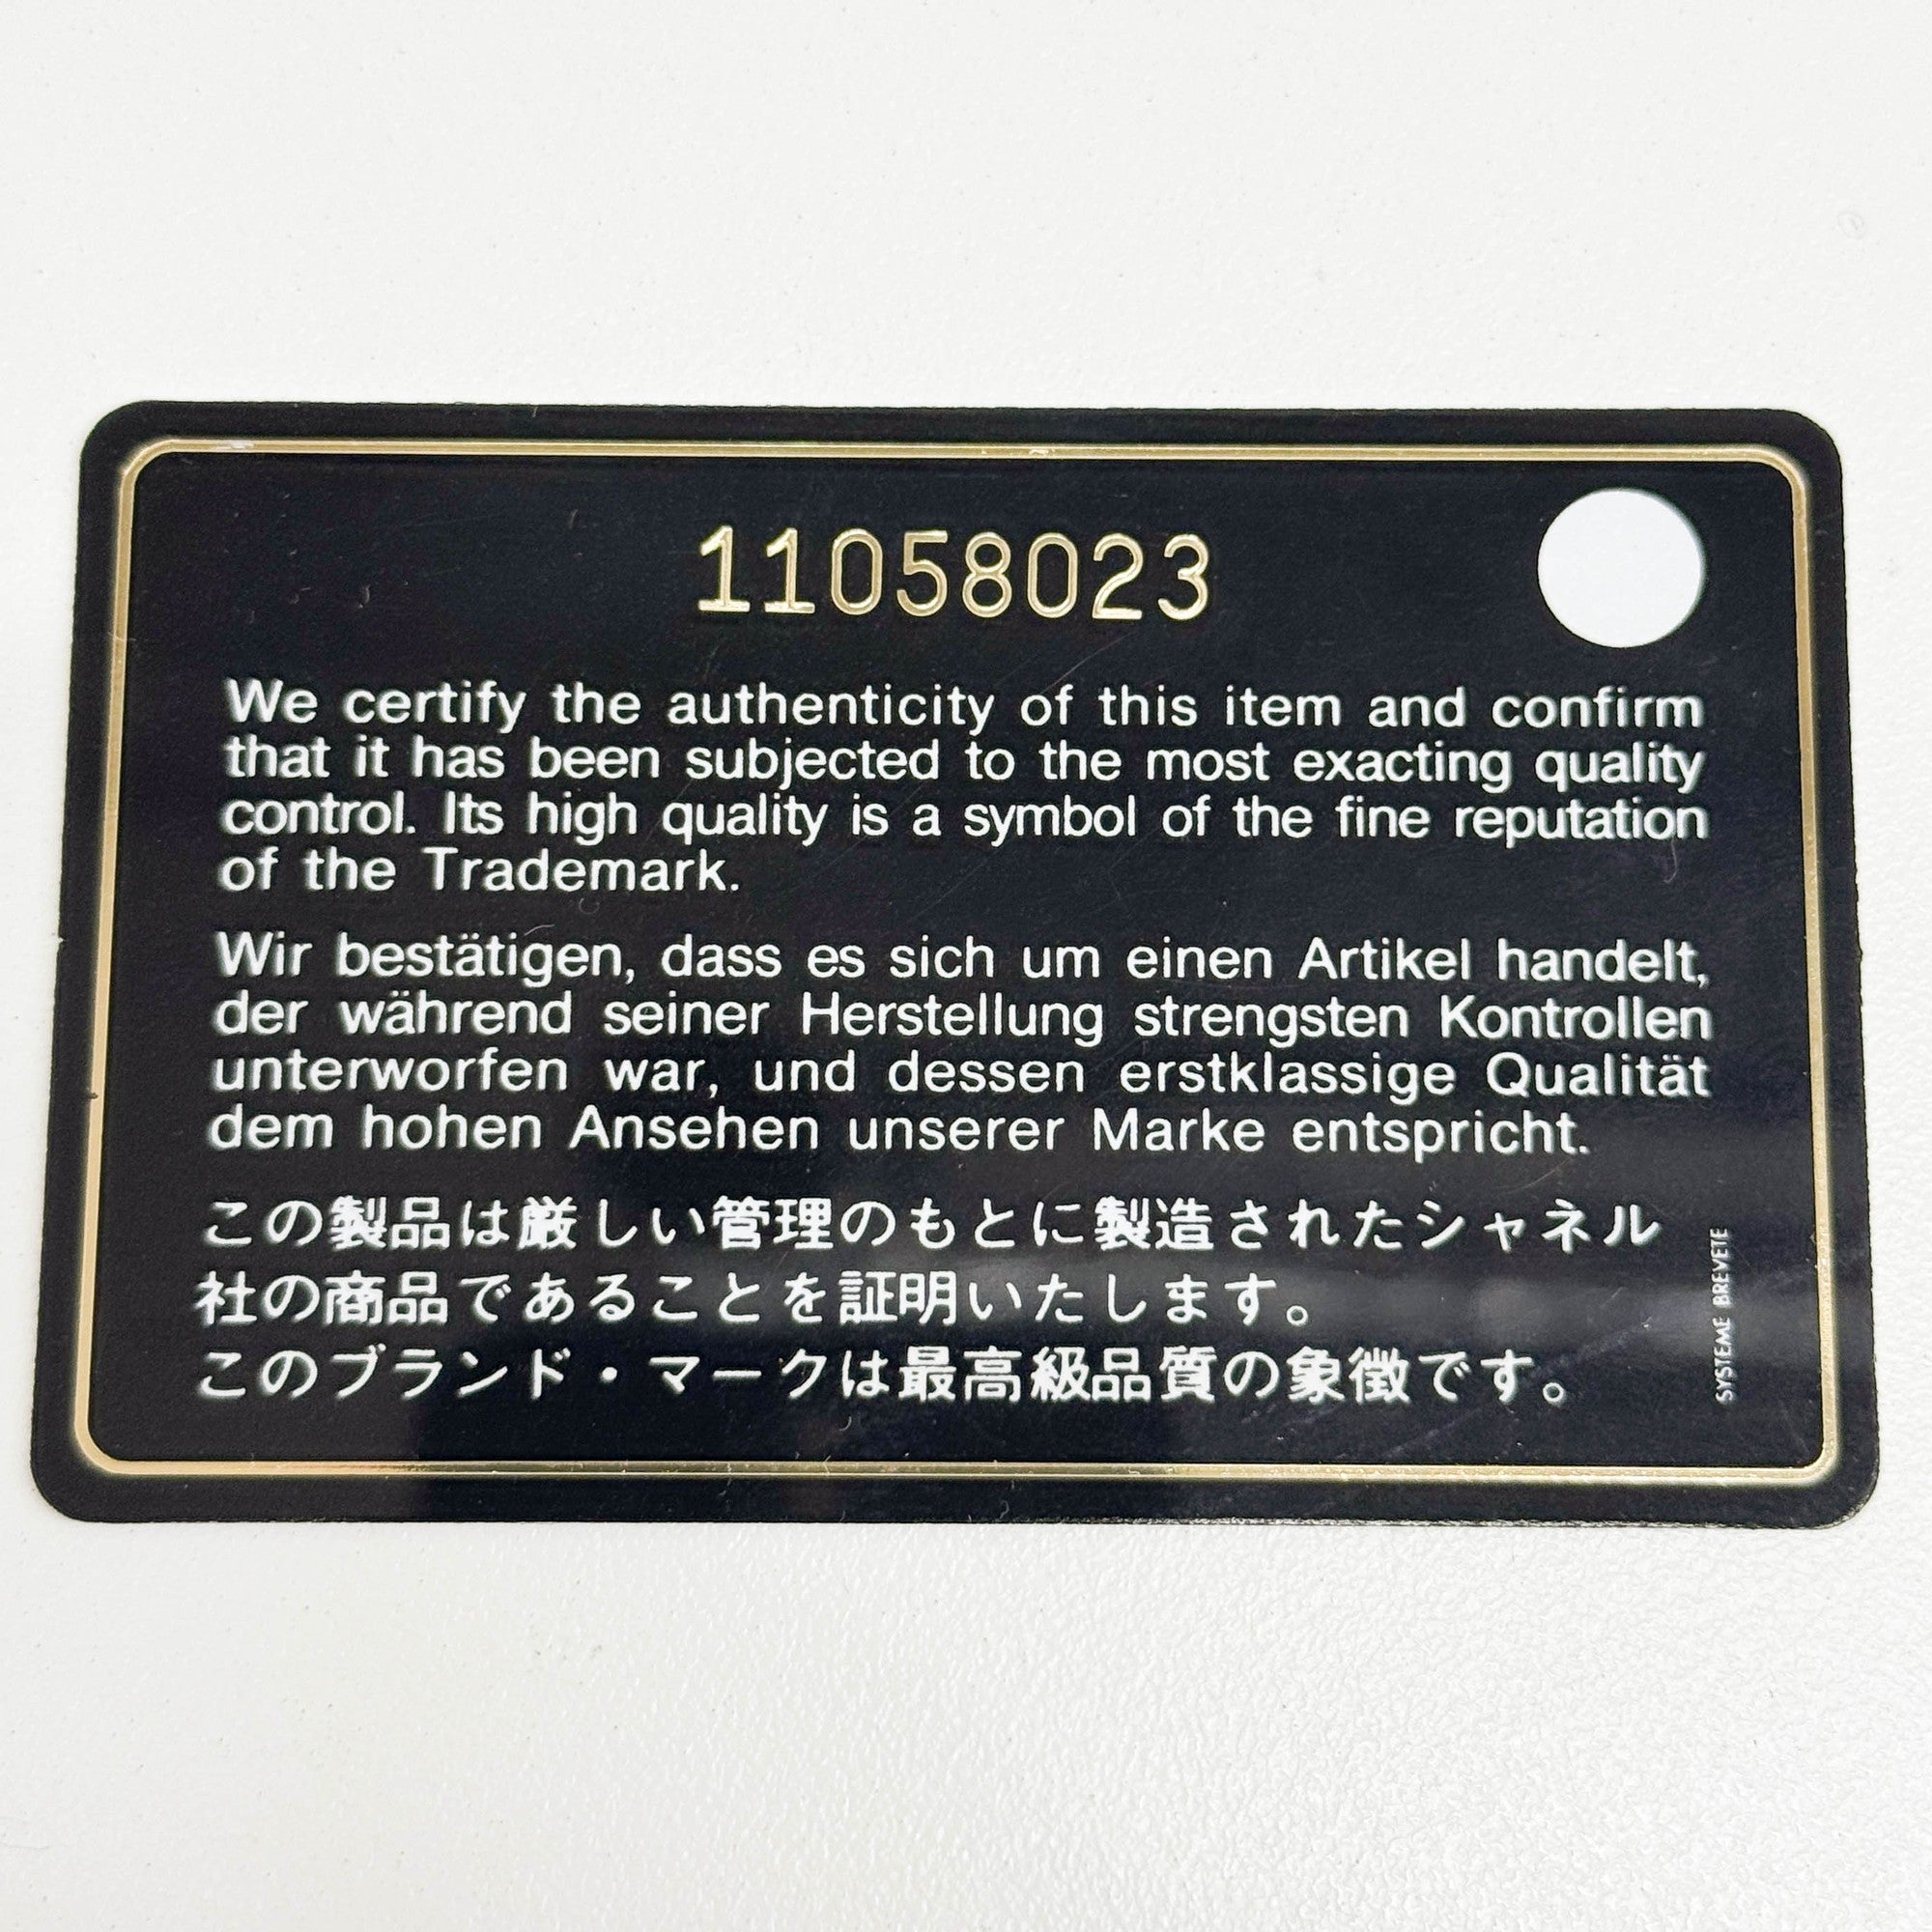 11058023
We certify the authenticity of this item and confirm
that it has been subjected to the most exacting quality
control. Its high quality is a symbol of the fine reputation
of the Trademark.
Wir bestätigen, dass es sich um einen Artikel handelt,
der während seiner Herstellung strengsten Kontrollen
unterworfen war, und dessen erstklassige Qualität
dem hohen Ansehen unserer Marke entspricht.
この製品は厳しい管理のもとに製造されたシャネル
社の商品であることを証明いたします。
このブランド・マークは最高級品質の象徴です。
SYSTEME BREVETE